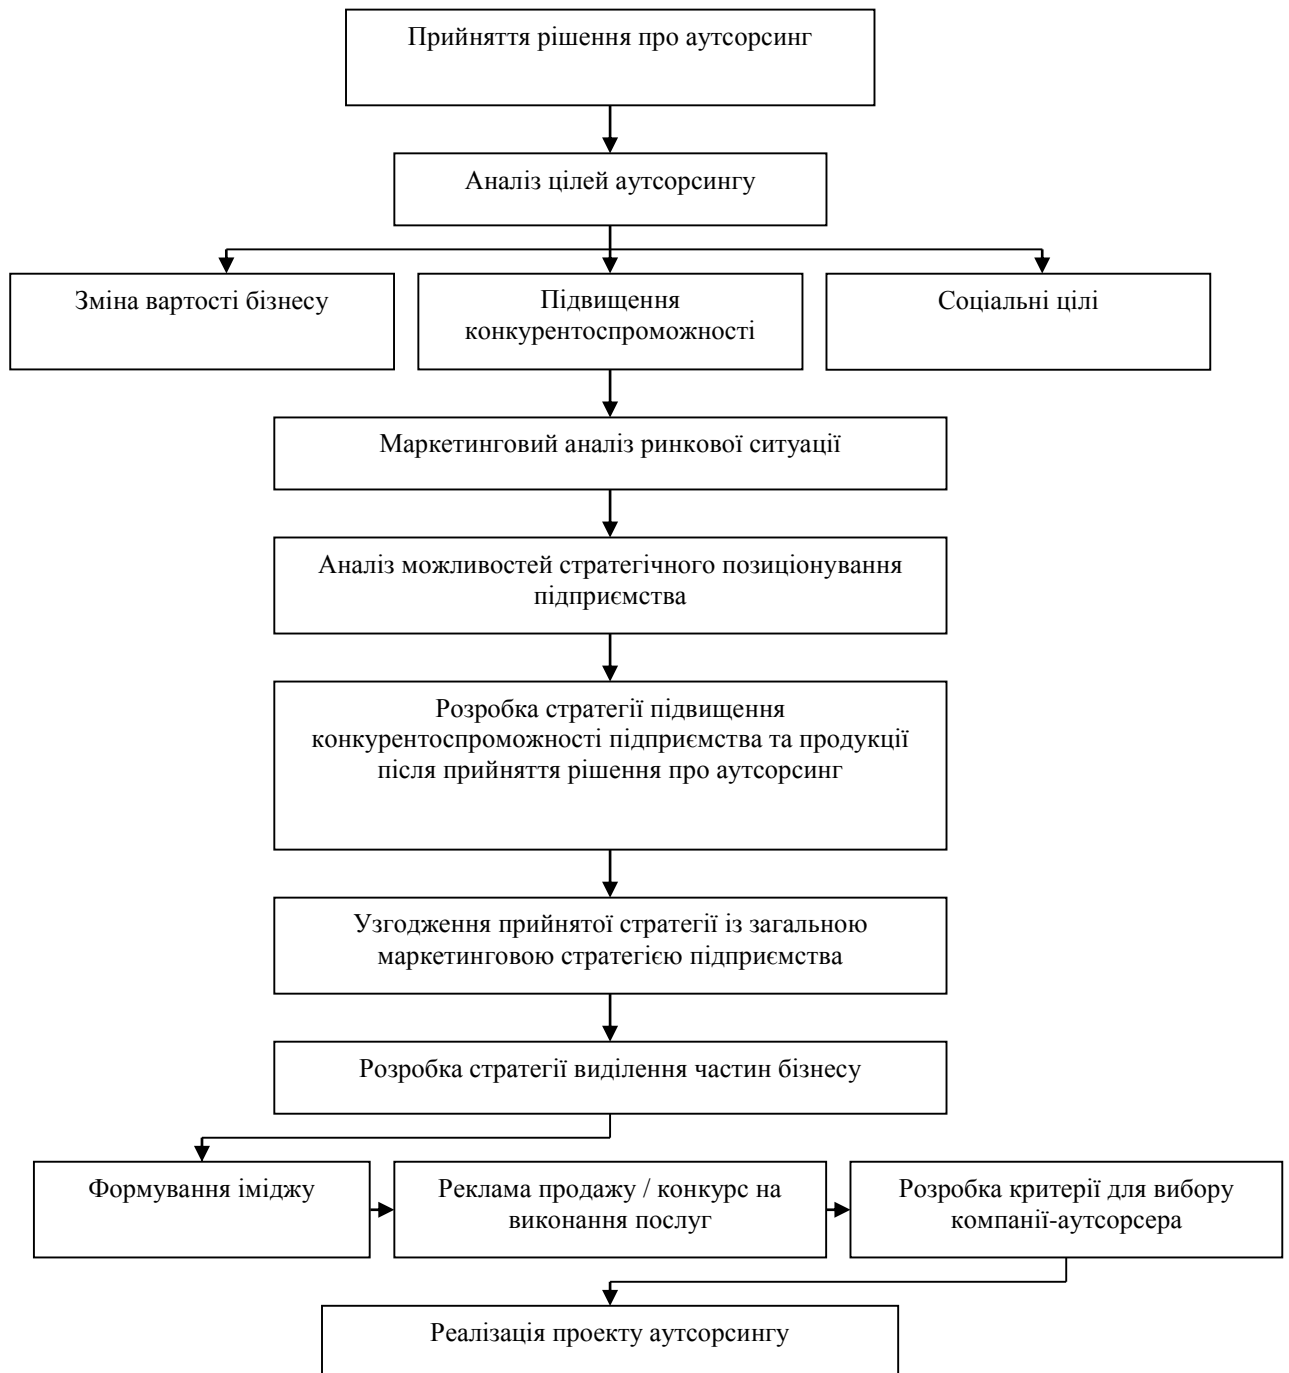 Прийняття рішення про аутсорсинг
Аналіз цілей аутсорсингу
Зміна вартості бізнесу
Підвищення
конкурентоспроможності
Соціальні цілі
Маркетинговий аналіз ринкової ситуації
Аналіз можливостей стратегічного позиціонування
підприємства
Розробка стратегії підвищення
конкурентоспроможності підприємства та продукції
після прийняття рішення про аутсорсинг
Узгодження прийнятої стратегії із загальною
маркетинговою стратегією підприємства
Розробка стратегії виділення частин бізнесу
Формування іміджу
Реклама продажу / конкурс на
виконання послуг
Розробка критерії для вибору
компанії-аутсорсера
Реалізація проекту аутсорсингу